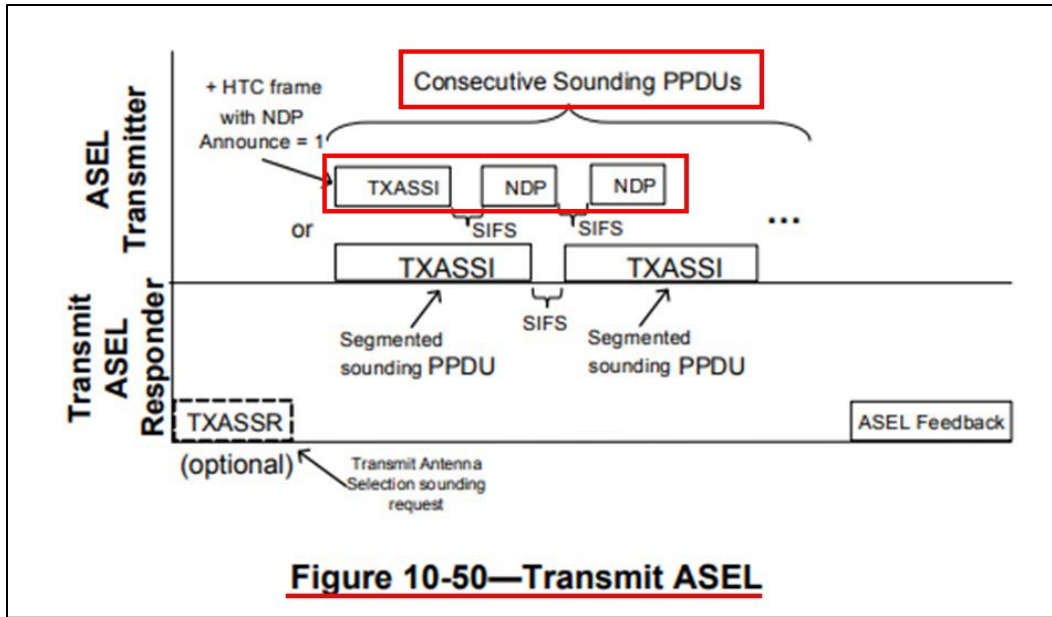 Consecutive Sounding PPDUs
+ HTC frame
with NDP
Announce = 1
ASEL
Transmitter
TXASSI
NDP
NDP
SIFS
SIFS
...
or
TXASSI
TXASSI
SIFS
Segmented
sounding PPDU
Segmented
sounding PPDU
Transmit
ASEL
Responder
TXASSR
(optional)
Transmit Antenna
Selection sounding
request
ASEL Feedback
Figure 10-50—Transmit ASEL